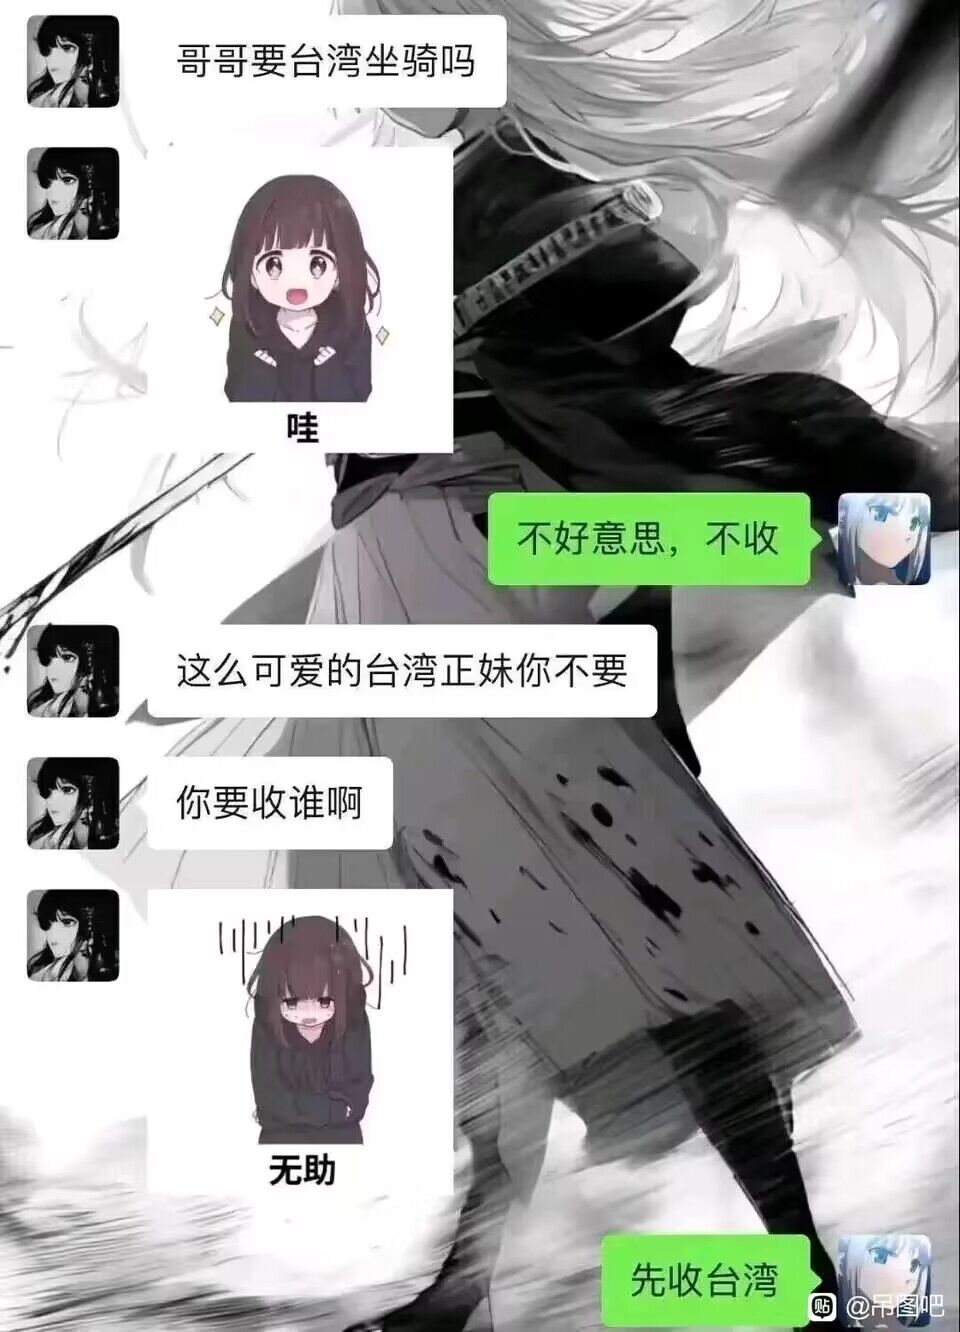 哥哥要台湾坐骑吗
哇
不好意思，不收
这么可爱的台湾正妹你不要
你要收谁啊
无助
先收台湾
贴 @吊图吧